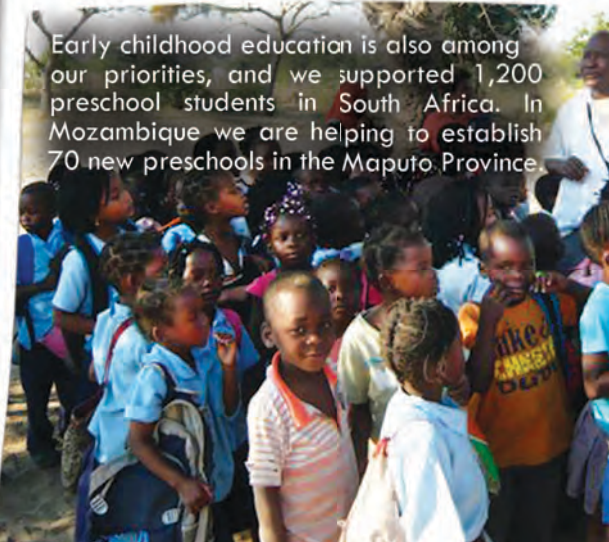 Early childhood education is also among
our priorities, and we supported 1,200
preschool students in South Africa. In
Mozambique we are helping to establish
70 new preschools in the Maputo Province.